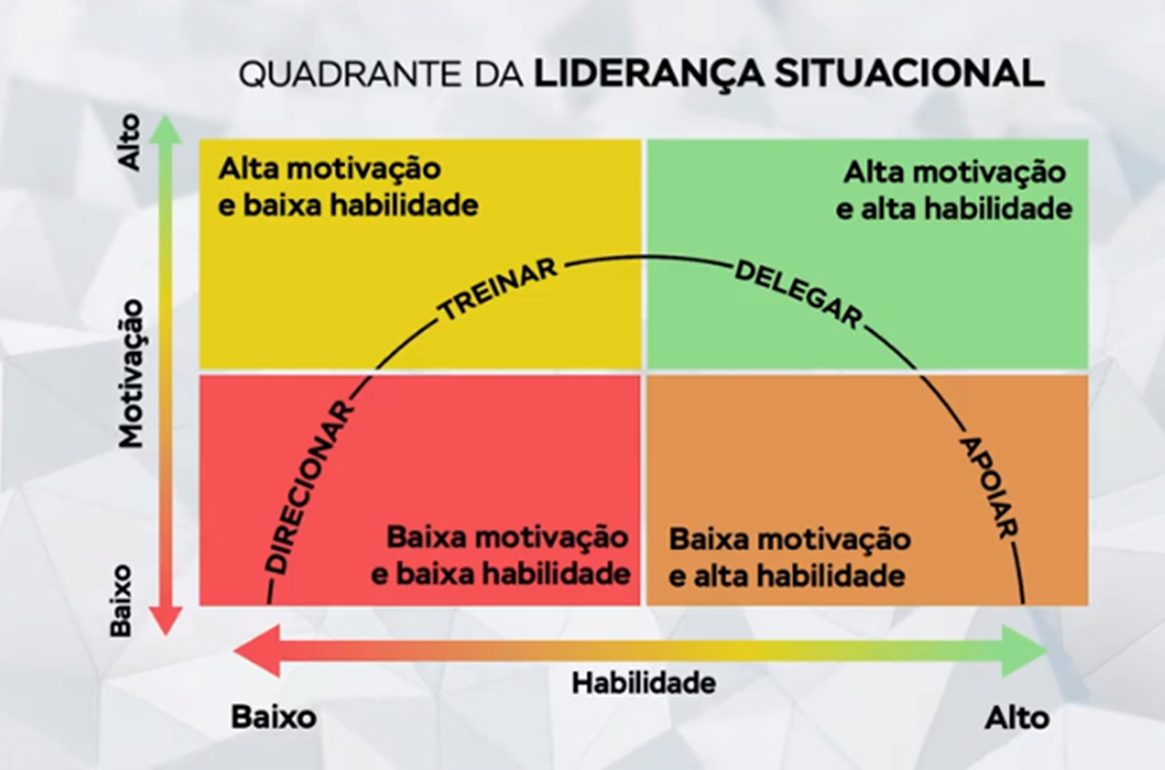 QUADRANTE DA LIDERANÇA SITUACIONAL
Alto
Motivação
Baixo
Alta motivação
e baixa habilidade
Alta motivação
e alta habilidade
TREINAR
DELEGAR
DIRECIONAR
APOIAR
Baixa motivação
e baixa habilidade
Baixa motivação
e alta habilidade
Habilidade
Baixo
Alto